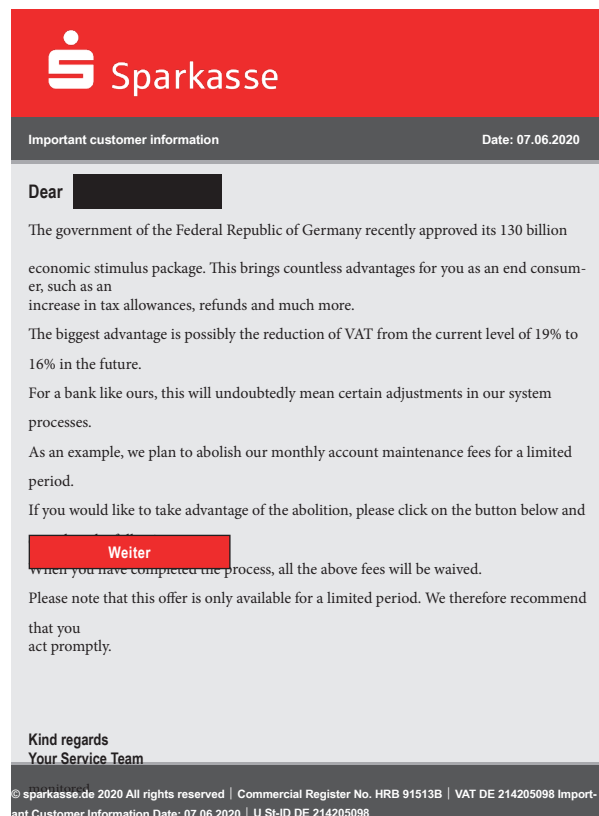 Sparkasse
Important customer information Date: 07.06.2020
Dear
The government of the Federal Republic of Germany recently approved its 130 billion
economic stimulus package. This brings countless advantages for you as an end consum-
er, such as an
increase in tax allowances, refunds and much more.
The biggest advantage is possibly the reduction of VAT from the current level of 19% to
16% in the future.
For a bank like ours, this will undoubtedly mean certain adjustments in our system
processes.
As an example, we plan to abolish our monthly account maintenance fees for a limited
period.
If you would like to take advantage of the abolition, please click on the button below and
Weiter
When you have completed the process, all the above fees will be waived.
Please note that this offer is only available for a limited period. We therefore recommend
that you
act promptly.
Kind regards
Your Service Team
monitored
© sparkasse.de 2020 All rights reserved | Commercial Register No. HRB 91513B | VAT DE 214205098 Import-
ant Customer Information Date: 07.06.2020 | U St-ID DE 214205098